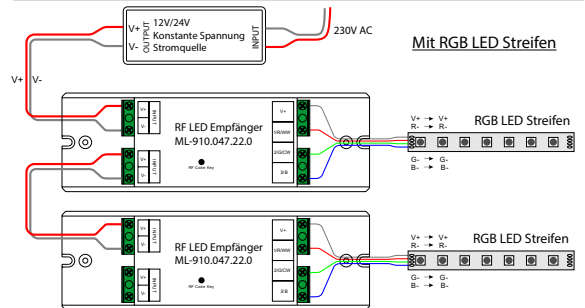 12V/24V
Konstante Spannung
Stromquelle
V+
V-
OUTPUT
INPUT
230V AC
Mit RGB LED Streifen
V+ V-
V+
V-
INPUT
V+
V-
INPUT
RF LED Empfänger
ML-910.047.22.0
RF Code Key
V+
1/R/WW
2/G/CW
3/B
V+ → V+
R- → R-
G- → G-
B- → B-
RGB LED Streifen
V+
V-
INPUT
V+
V-
INPUT
RF LED Empfänger
ML-910.047.22.0
RF Code Key
V+
1/R/WW
2/G/CW
3/B
V+ → V+
R- → R-
G- → G-
B- → B-
RGB LED Streifen